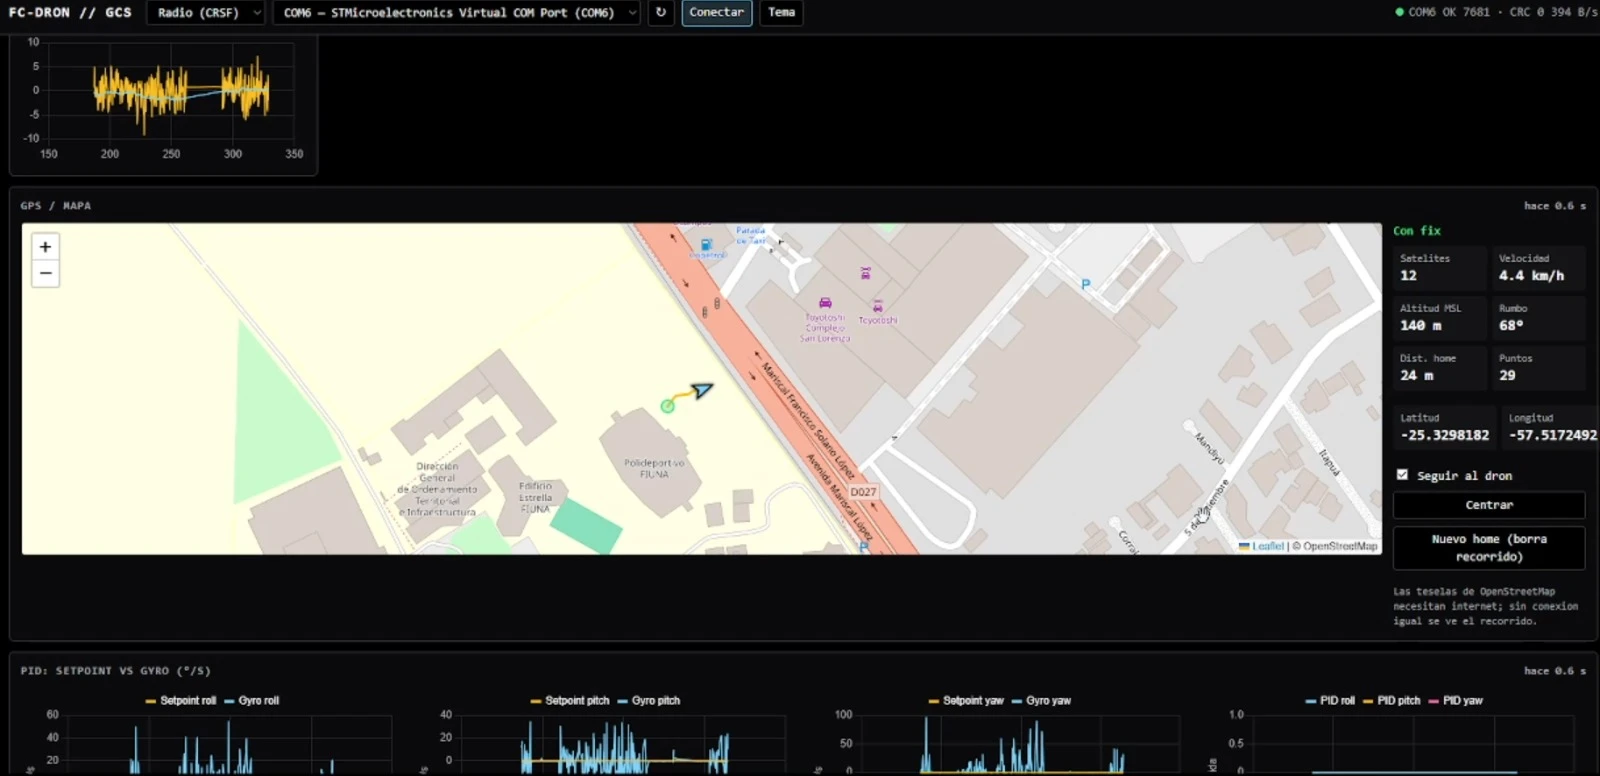 FC-DRON // GCS
Radio (CRSF)
COM6 — STMicroelectronics Virtual COM Port (COM6)
↻
Conectar
Tema
COM6 OK 7681 · CRC 0 394 B/s
10
5
0
-5
-10
150 200 250 300 350
GPS / MAPA
hace 0.6 s
+
−
Parada
de Taxi
Toyotoshi
Complejo
San Lorenzo
Toyotoshi
P
Mariscal Francisco Solano López
Avenida Mariscal López
D027
P
Polideportivo
FIUNA
Dirección
General
de Ordenamiento
Territorial
e Infraestructura
Edificio
Estrella
FIUNA
Mandiyú
Itapuá
Corral
Leaflet | © OpenStreetMap
Con fix
Satelites
12
Velocidad
4.4 km/h
Altitud MSL
140 m
Rumbo
68°
Dist. home
24 m
Puntos
29
Latitud
-25.3298182
Longitud
-57.5172492
Seguir al dron
Centrar
Nuevo home (borra
recorrido)
Las teselas de OpenStreetMap
necesitan internet; sin conexion
igual se ve el recorrido.
PID: SETPOINT VS GYRO (°/S)
hace 0.6 s
Setpoint roll Gyro roll
60
40
20
Setpoint pitch Gyro pitch
40
20
0
Setpoint yaw Gyro yaw
100
50
0
PID roll PID pitch PID yaw
1.0
0.5
0